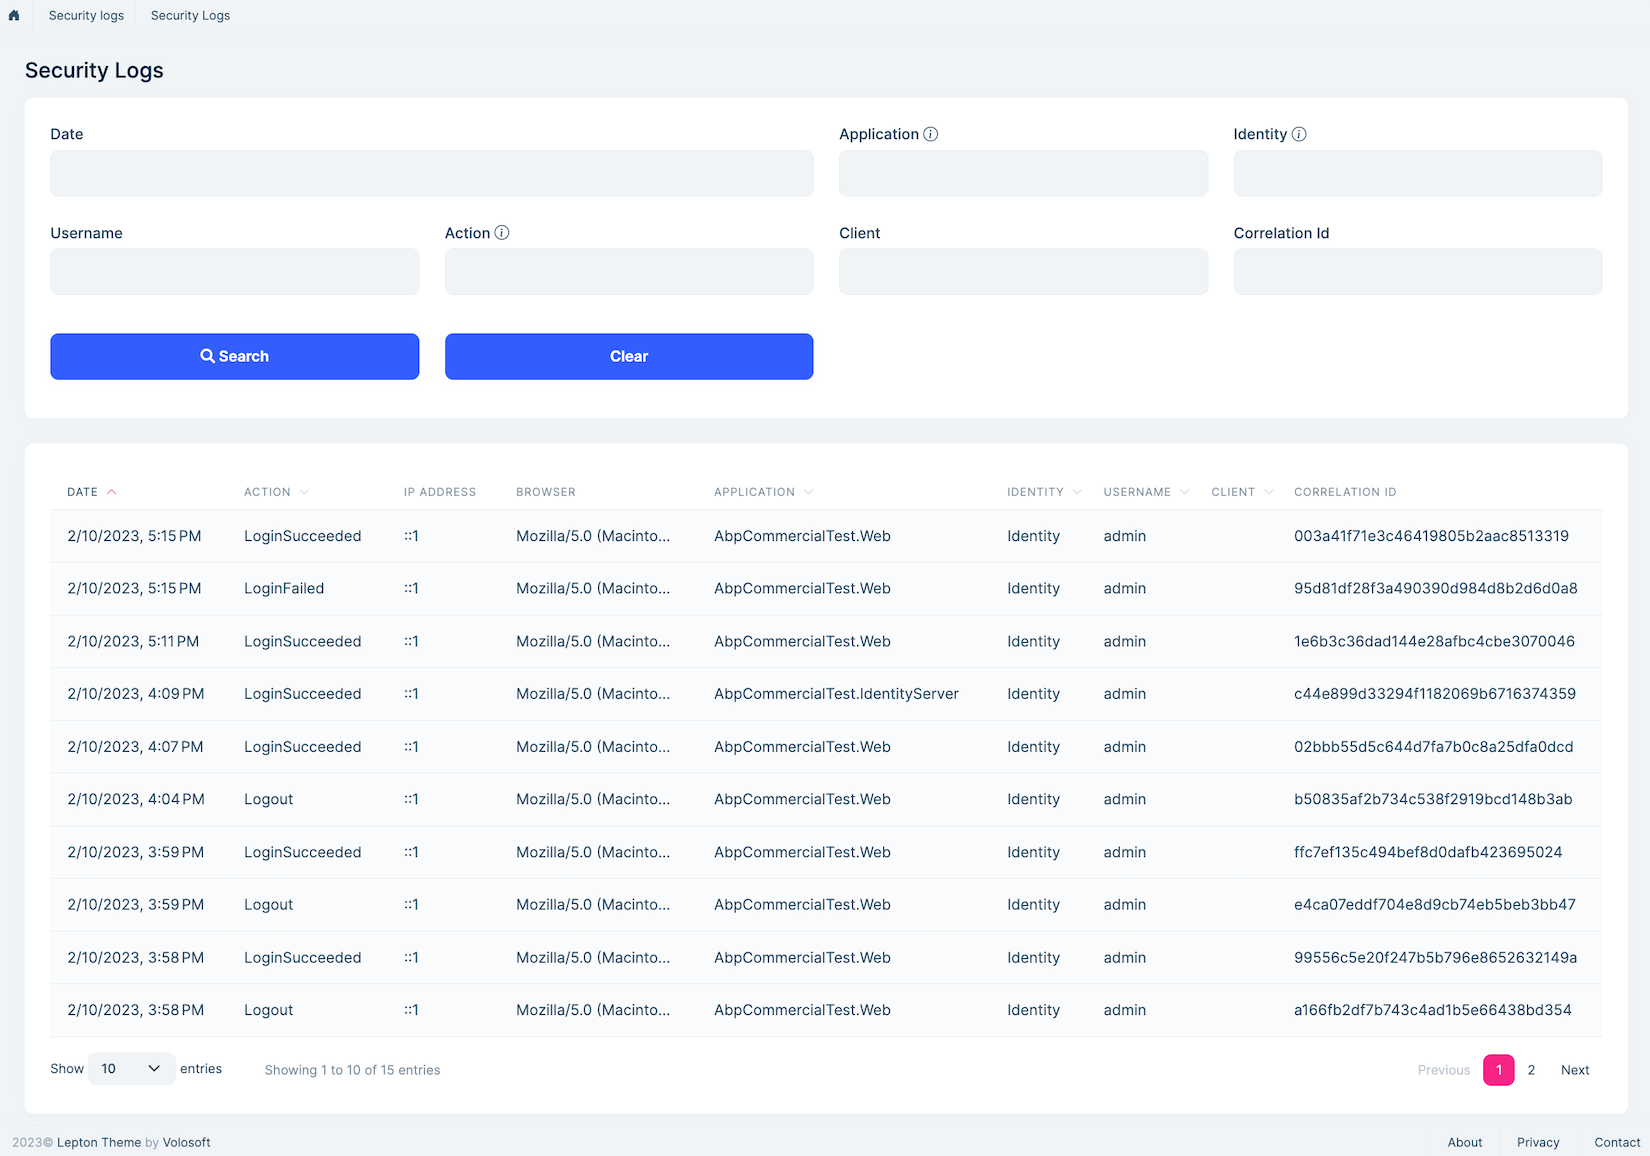 Security logs Security Logs
Security Logs
Date Application Identity
Username Action Client Correlation Id
Search Clear
DATE ACTION IP ADDRESS BROWSER APPLICATION IDENTITY USERNAME CLIENT CORRELATION ID
2/10/2023, 5:15 PM LoginSucceeded ::1 Mozilla/5.0 (Macinto... AbpCommercialTest.Web Identity admin 003a41f71e3c46419805b2aac8513319
2/10/2023, 5:15 PM LoginFailed ::1 Mozilla/5.0 (Macinto... AbpCommercialTest.Web Identity admin 95d81df28f3a490390d984d8b2d6d0a8
2/10/2023, 5:11 PM LoginSucceeded ::1 Mozilla/5.0 (Macinto... AbpCommercialTest.Web Identity admin 1e6b3c36dad144e28afbc4cbe3070046
2/10/2023, 4:09 PM LoginSucceeded ::1 Mozilla/5.0 (Macinto... AbpCommercialTest.IdentityServer Identity admin c44e899d33294f1182069b6716374359
2/10/2023, 4:07 PM LoginSucceeded ::1 Mozilla/5.0 (Macinto... AbpCommercialTest.Web Identity admin 02bbb55d5c644d7fa7b0c8a25dfa0dcd
2/10/2023, 4:04 PM Logout ::1 Mozilla/5.0 (Macinto... AbpCommercialTest.Web Identity admin b50835af2b734c538f2919bcd148b3ab
2/10/2023, 3:59 PM LoginSucceeded ::1 Mozilla/5.0 (Macinto... AbpCommercialTest.Web Identity admin ffc7ef135c494bef8d0dafb423695024
2/10/2023, 3:59 PM Logout ::1 Mozilla/5.0 (Macinto... AbpCommercialTest.Web Identity admin e4ca07eddf704e8d9cb74eb5beb3bb47
2/10/2023, 3:58 PM LoginSucceeded ::1 Mozilla/5.0 (Macinto... AbpCommercialTest.Web Identity admin 99556c5e20f247b5b796e8652632149a
2/10/2023, 3:58 PM Logout ::1 Mozilla/5.0 (Macinto... AbpCommercialTest.Web Identity admin a166fb2df7b743c4ad1b5e66438bd354
Show 10 entries Showing 1 to 10 of 15 entries Previous 1 2 Next
2023© Lepton Theme by Volosoft About Privacy Contact